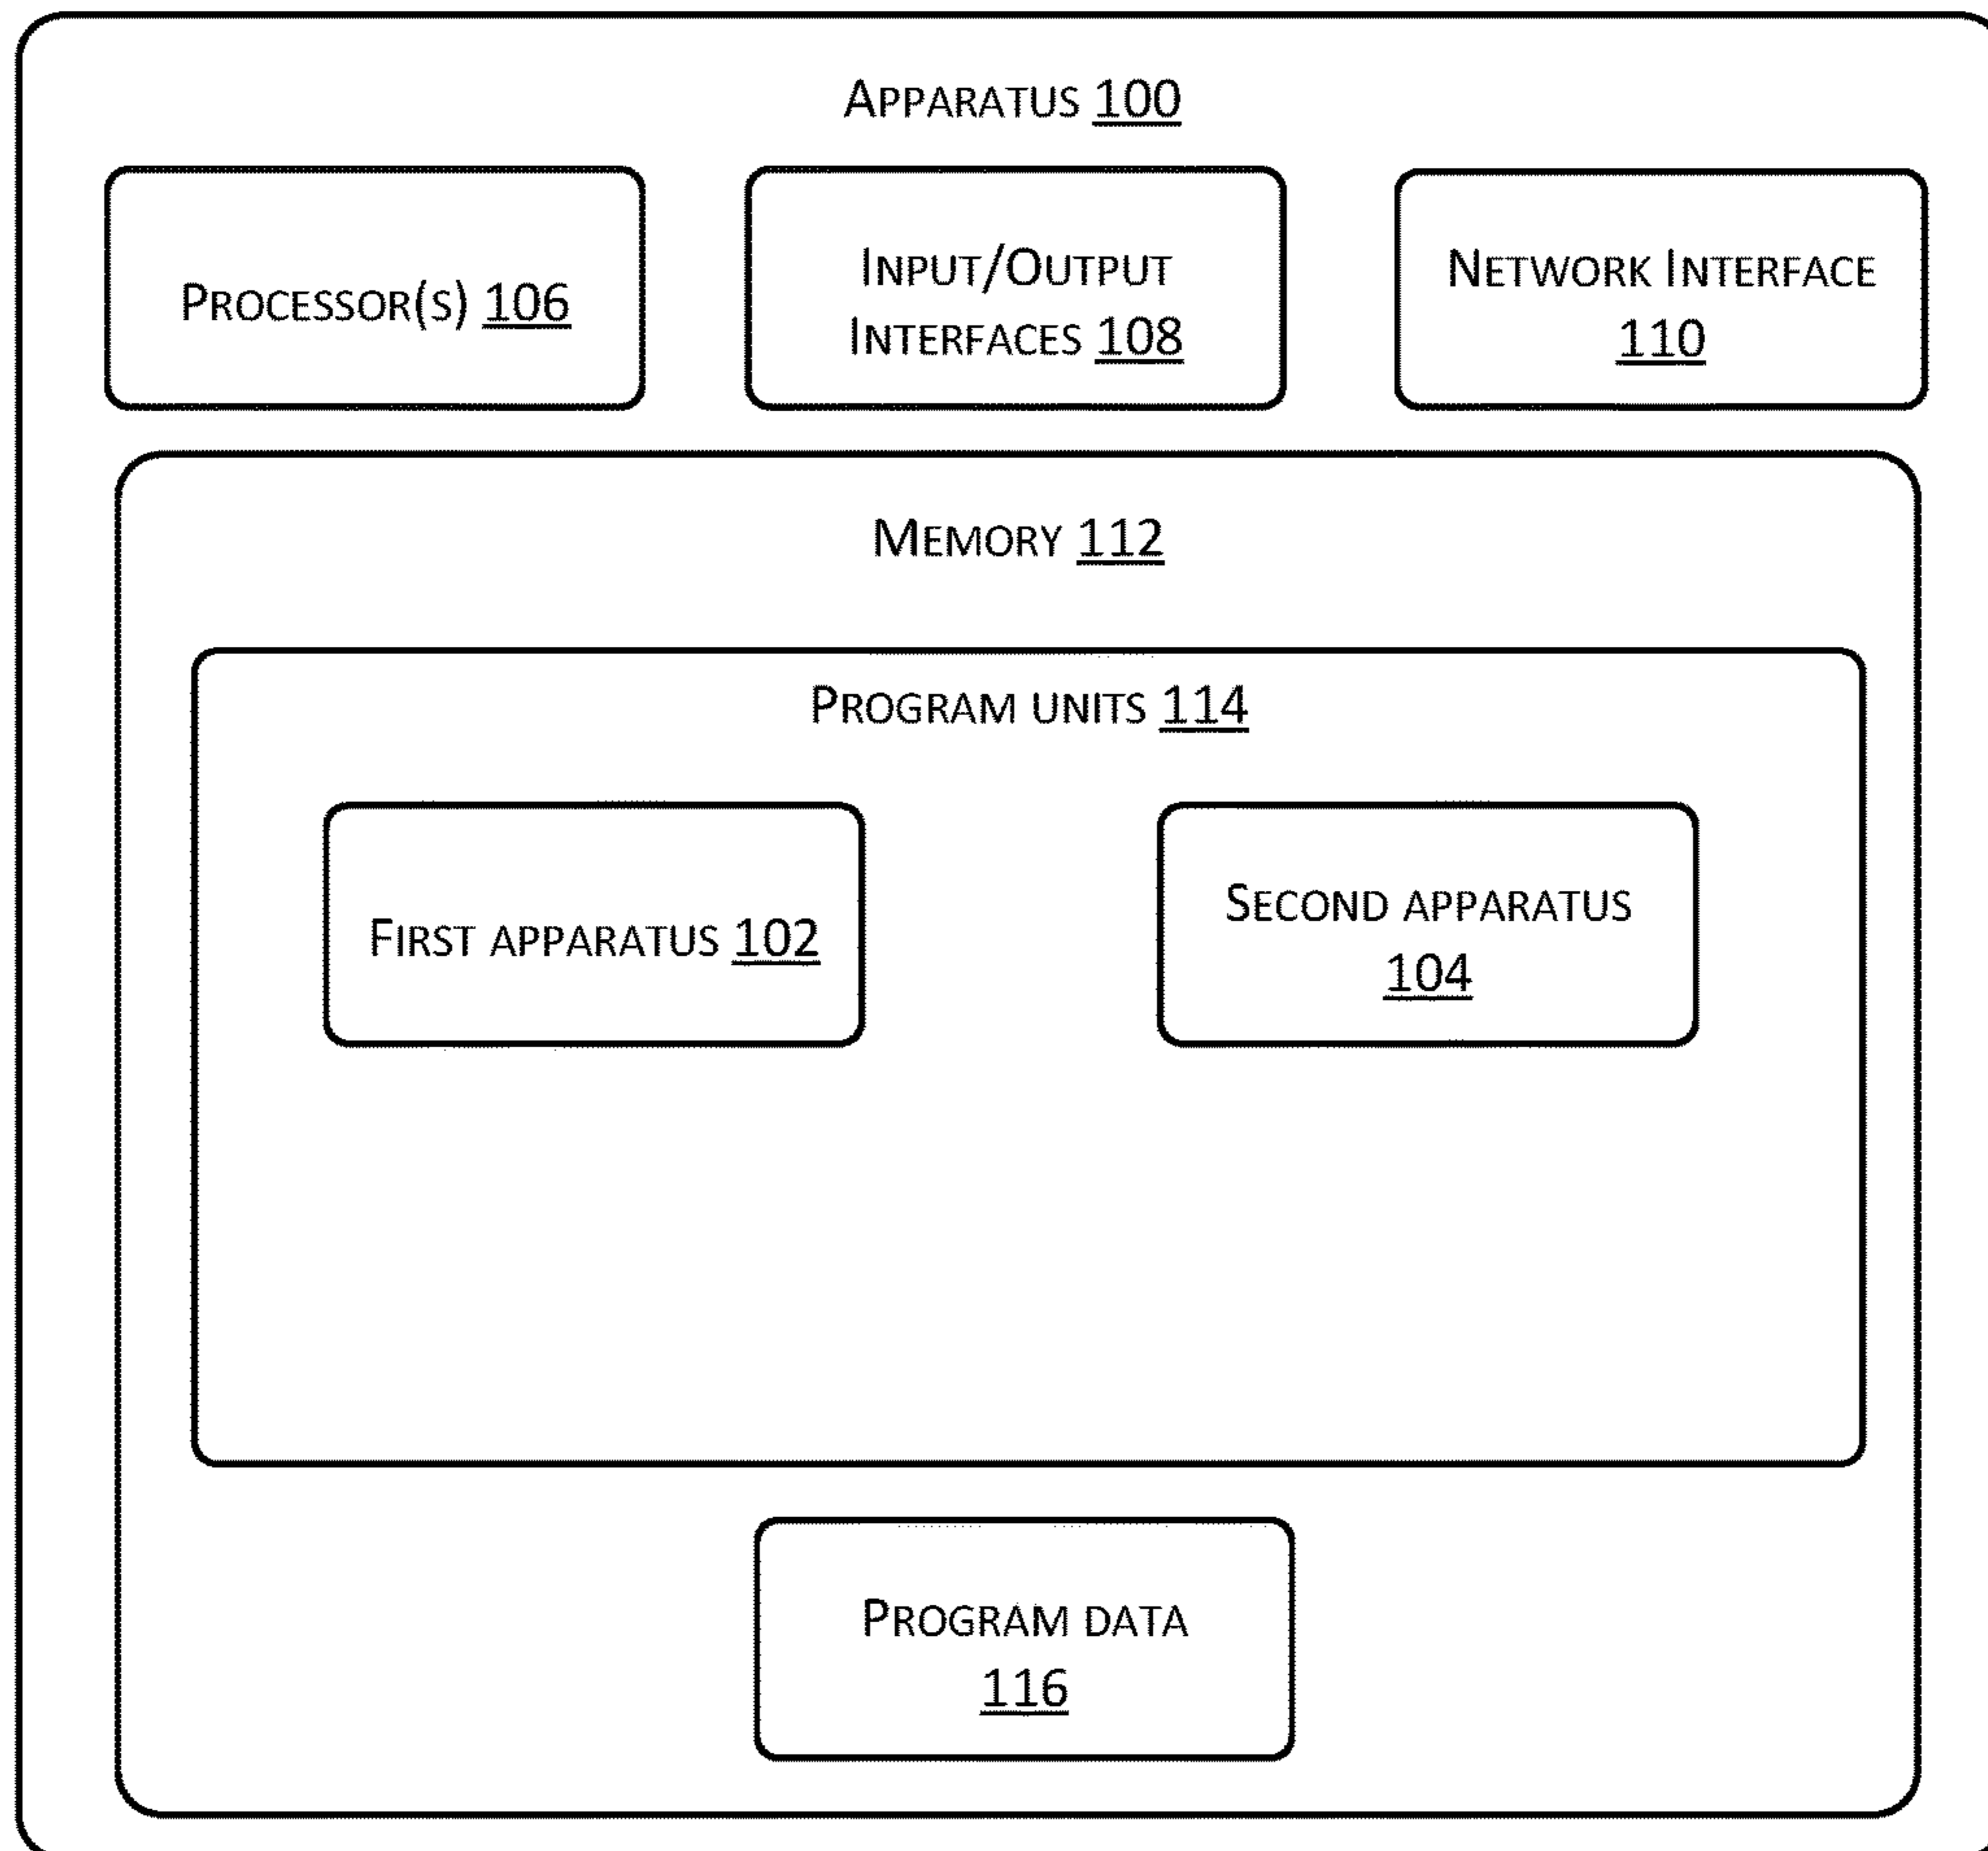 APPARATUS 100
PROCESSOR(S) 106
INPUT/OUTPUT
INTERFACES 108
NETWORK INTERFACE
110
MEMORY 112
PROGRAM UNITS 114
FIRST APPARATUS 102
SECOND APPARATUS
104
PROGRAM DATA
116